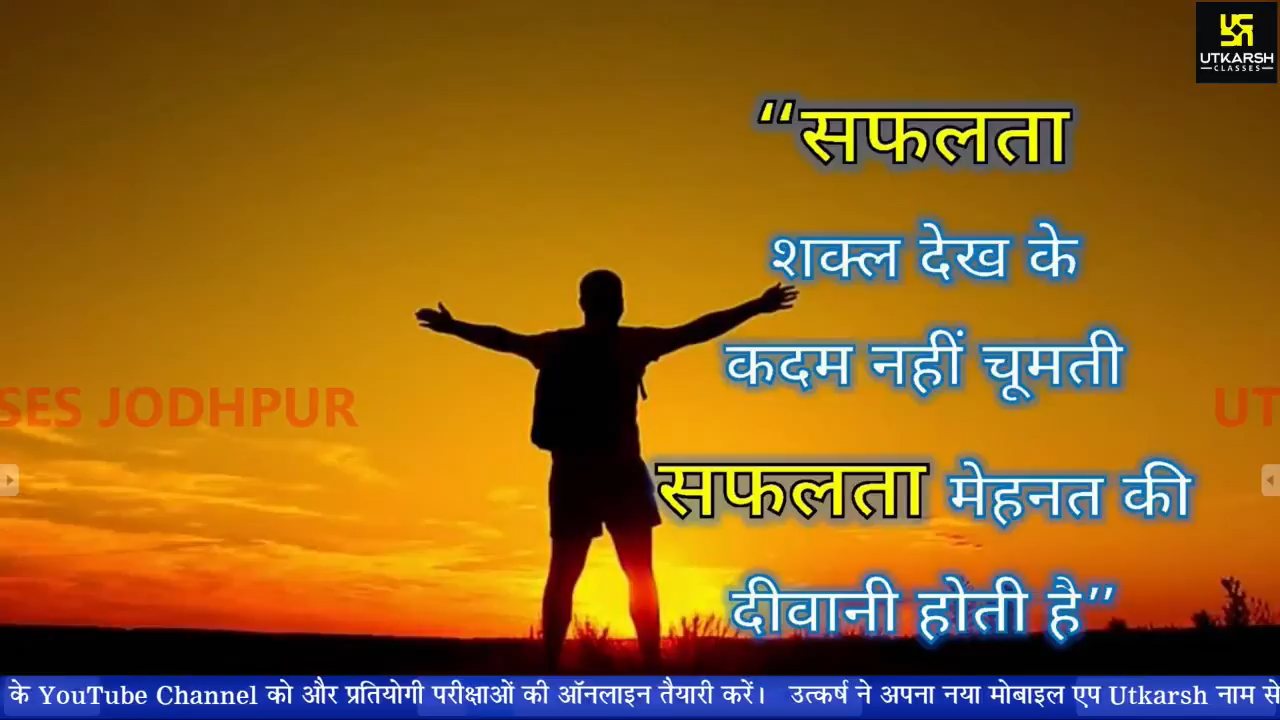 UTKARSH
CLASSES
“सफलता
शक्ल देख के
कदम नहीं चूमती
सफलता मेहनत की
दीवानी होती है”
SES JODHPUR
UT
के YouTube Channel को और प्रतियोगी परीक्षाओं की ऑनलाइन तैयारी करें। उत्कर्ष ने अपना नया मोबाइल एप Utkarsh नाम से